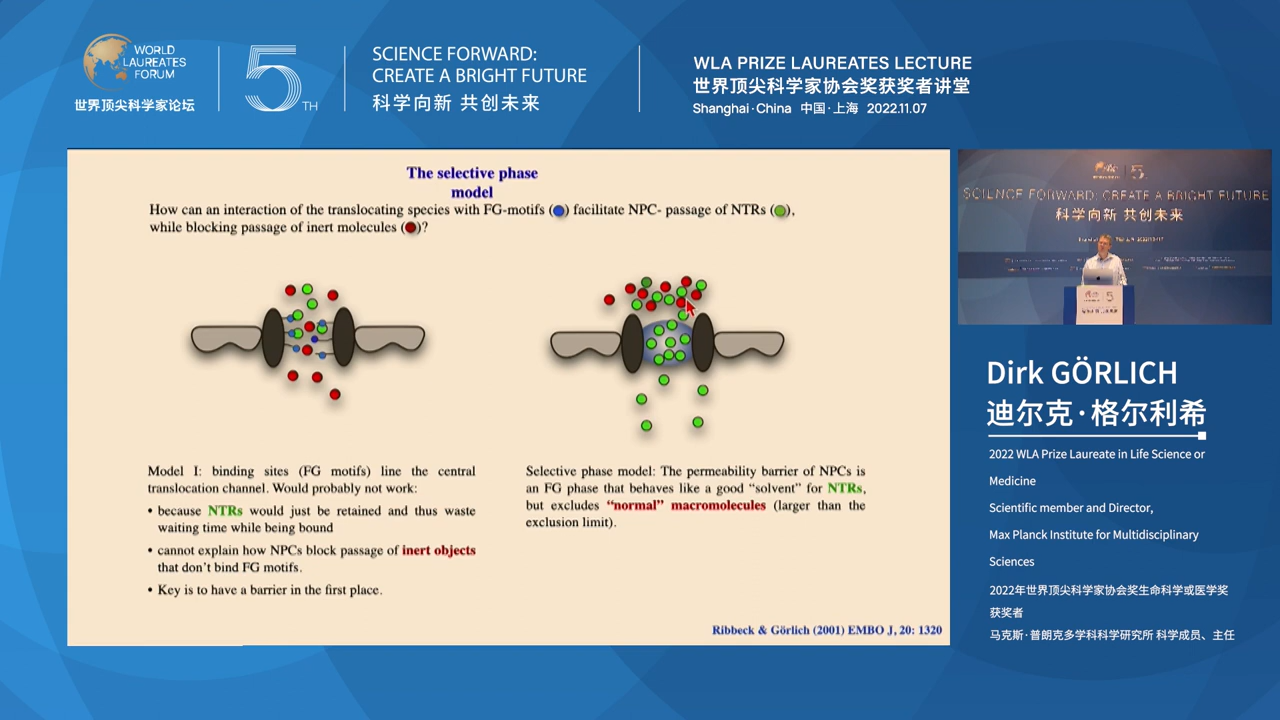 WORLD
LAUREATES
FORUM
世界顶尖科学家论坛
5TH
SCIENCE FORWARD:
CREATE A BRIGHT FUTURE
科学向新 共创未来
WLA PRIZE LAUREATES LECTURE
世界顶尖科学家协会奖获奖者讲堂
Shanghai·China 中国·上海 2022.11.07
The selective phase
model
How can an interaction of the translocating species with FG-motifs () facilitate NPC- passage of NTRs (),
while blocking passage of inert molecules ()?
Model I: binding sites (FG motifs) line the central
translocation channel. Would probably not work:
• because NTRs would just be retained and thus waste
waiting time while being bound
• cannot explain how NPCs block passage of inert objects
that don't bind FG motifs.
• Key is to have a barrier in the first place.
Selective phase model: The permeability barrier of NPCs is
an FG phase that behaves like a good “solvent” for NTRs,
but excludes “normal” macromolecules (larger than the
exclusion limit).
Ribbeck & Görlich (2001) EMBO J, 20: 1320
SCIENCE FORWARD: CREATE A BRIGHT FUTURE
科学向新 共创未来
Dirk GÖRLICH
迪尔克·格尔利希
2022 WLA Prize Laureate in Life Science or
Medicine
Scientific member and Director,
Max Planck Institute for Multidisciplinary
Sciences
2022年世界顶尖科学家协会奖生命科学或医学奖
获奖者
马克斯·普朗克多学科科学研究所 科学成员、主任